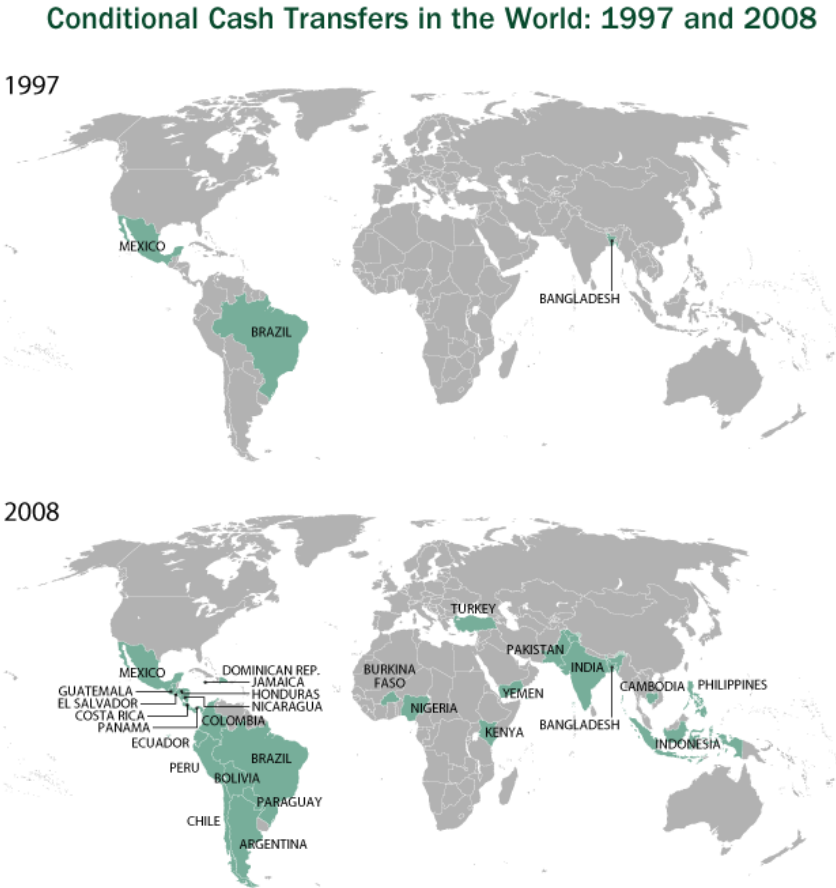 Conditional Cash Transfers in the World: 1997 and 2008
1997
MEXICO
BRAZIL
BANGLADESH
2008
TURKEY
PAKISTAN
INDIA
MEXICO
DOMINICAN REP.
JAMAICA
BURKINA
FASO
GUATEMALA
HONDURAS
EL SALVADOR
NICARAGUA
COSTA RICA
PANAMA
COLOMBIA
NIGERIA
YEMEN
CAMBODIA
PHILIPPINES
BANGLADESH
KENYA
ECUADOR
INDONESIA
BRAZIL
PERU
BOLIVIA
PARAGUAY
CHILE
ARGENTINA